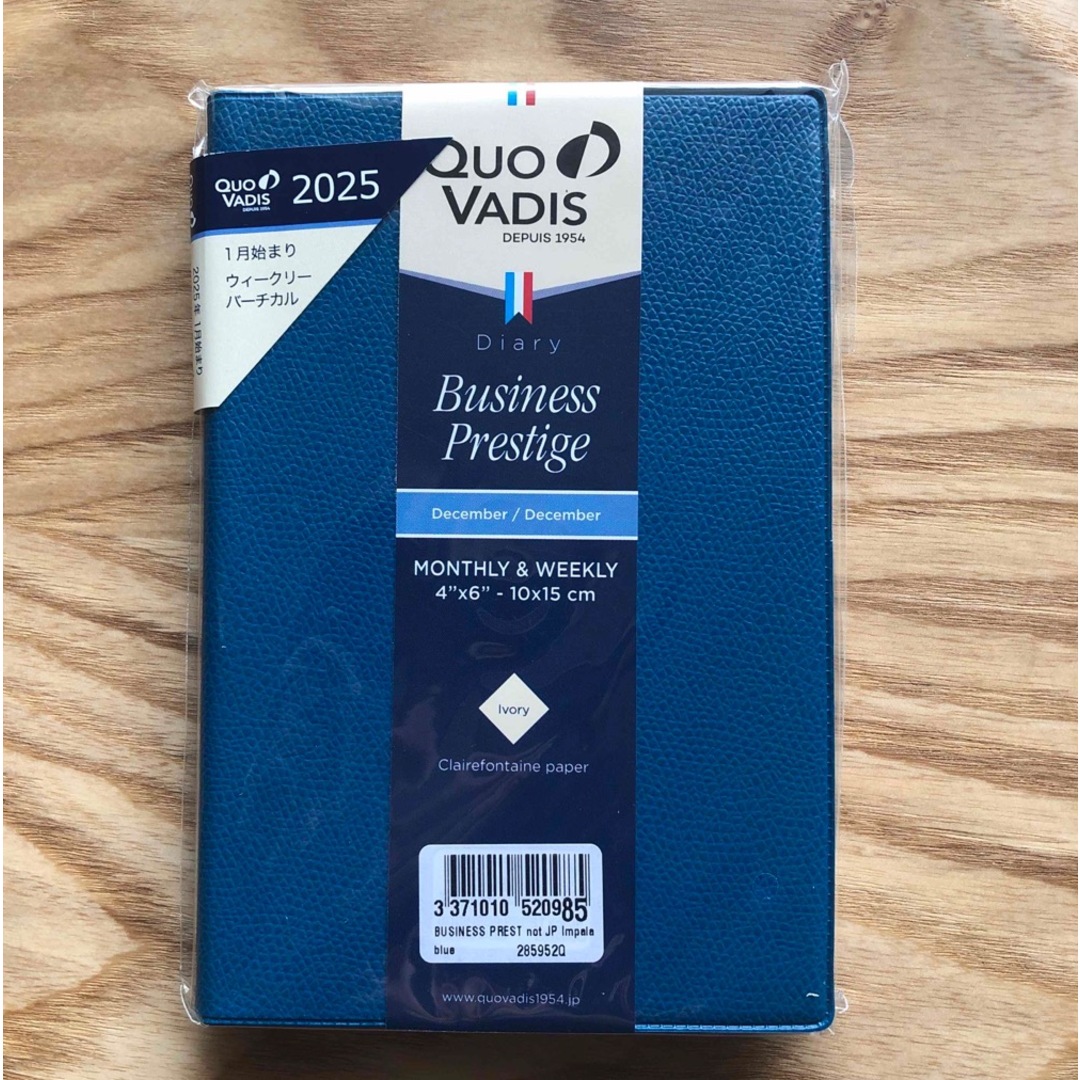 QUO
VADIS
DEPUIS 1954
2025
1月始まり
ウィークリー
バーチカル
2025年 1月始まり
QUO
VADIS
DEPUIS 1954
Diary
Business
Prestige
December / December
MONTHLY & WEEKLY
4”x6” - 10x15 cm
Ivory
Clairefontaine paper
3 371010 520985
BUSINESS PREST not JP Impala
blue 285952Q
www.quovadis1954.jp